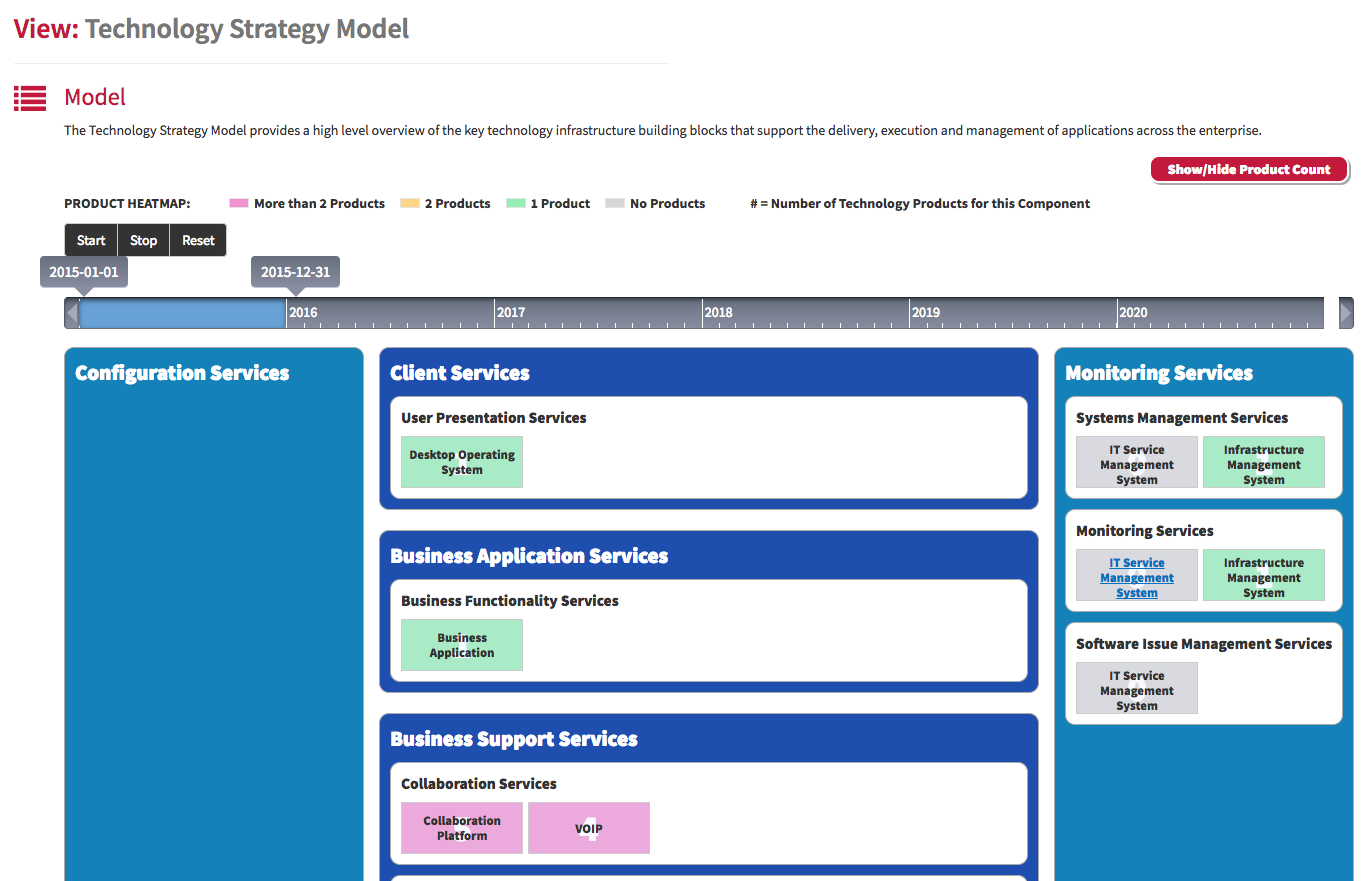 View: Technology Strategy Model
Model
The Technology Strategy Model provides a high level overview of the key technology infrastructure building blocks that support the delivery, execution and management of applications across the enterprise.
Show/Hide Product Count
PRODUCT HEATMAP: More than 2 Products 2 Products 1 Product No Products # = Number of Technology Products for this Component
Start Stop Reset
2015-01-01 2015-12-31
2016 2017 2018 2019 2020
Configuration Services
Client Services
User Presentation Services
Desktop Operating
System
Business Application Services
Business Functionality Services
Business
Application
Business Support Services
Collaboration Services
Collaboration
Platform
VOIP
4
Monitoring Services
Systems Management Services
IT Service
Management
System
Infrastructure
Management
System
Monitoring Services
IT Service
Management
System
Infrastructure
Management
System
Software Issue Management Services
IT Service
Management
System